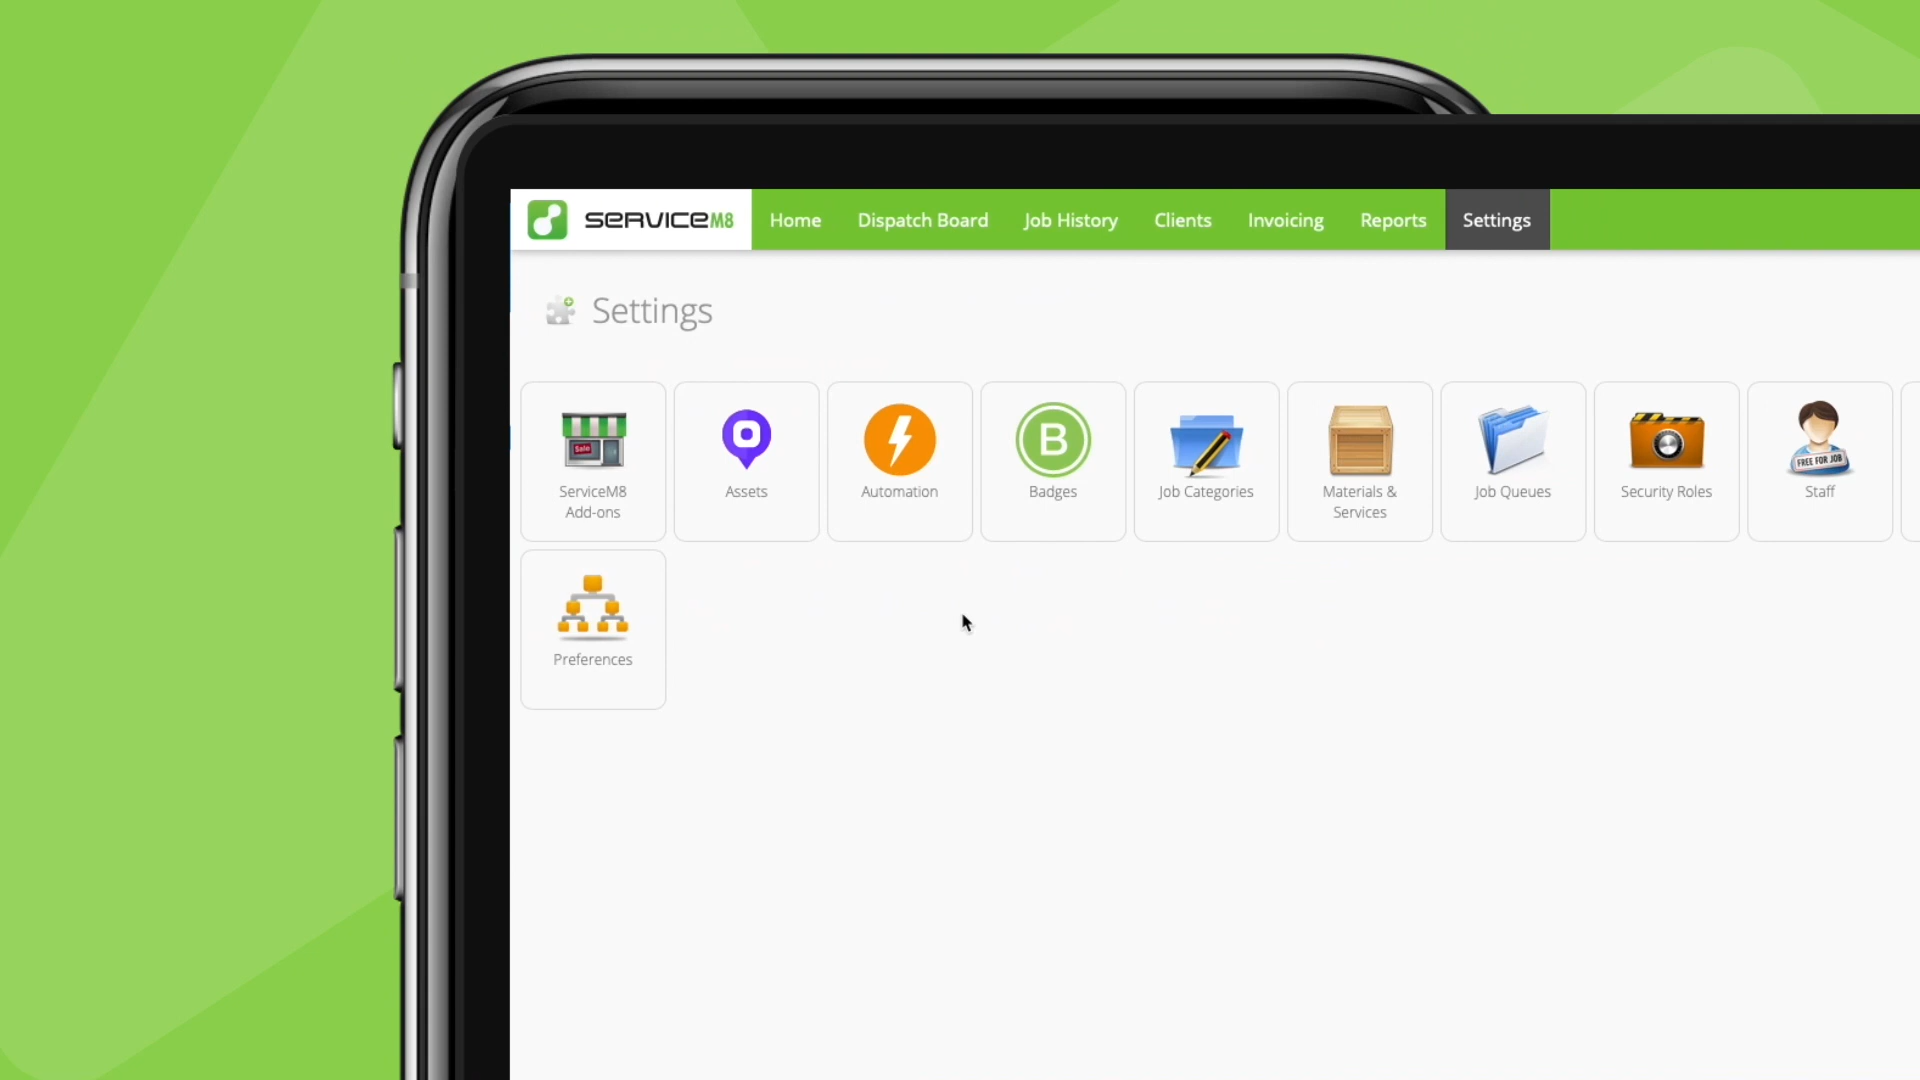 SERVICEM8 Home Dispatch Board Job History Clients Invoicing Reports Settings
Settings
Sale
B
FREE FOR JOB
ServiceM8 Add-ons
Assets
Automation
Badges
Job Categories
Materials & Services
Job Queues
Security Roles
Staff
Preferences